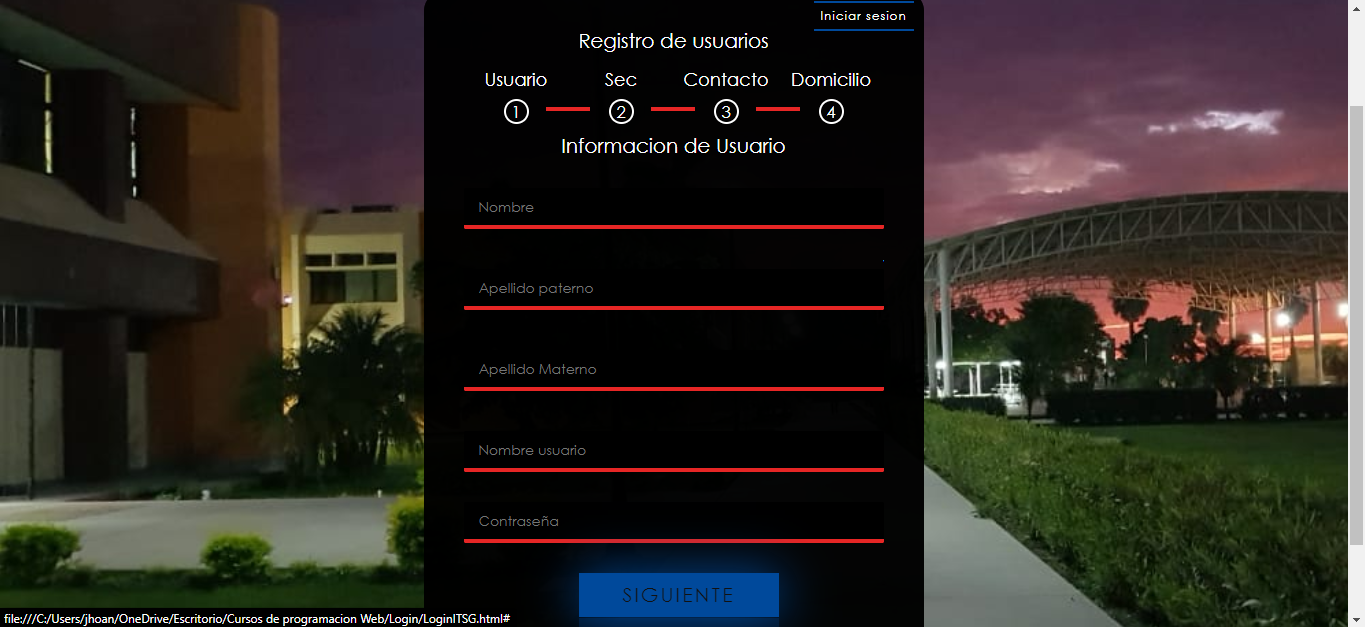 Iniciar sesion
Registro de usuarios
Usuario Sec Contacto Domicilio
1 2 3 4
Informacion de Usuario
Nombre
Apellido paterno
Apellido Materno
Nombre usuario
Contraseña
SIGUIENTE
file:///C:/Users/jhoan/OneDrive/Escritorio/Cursos de programacion Web/Login/LoginITSG.html#